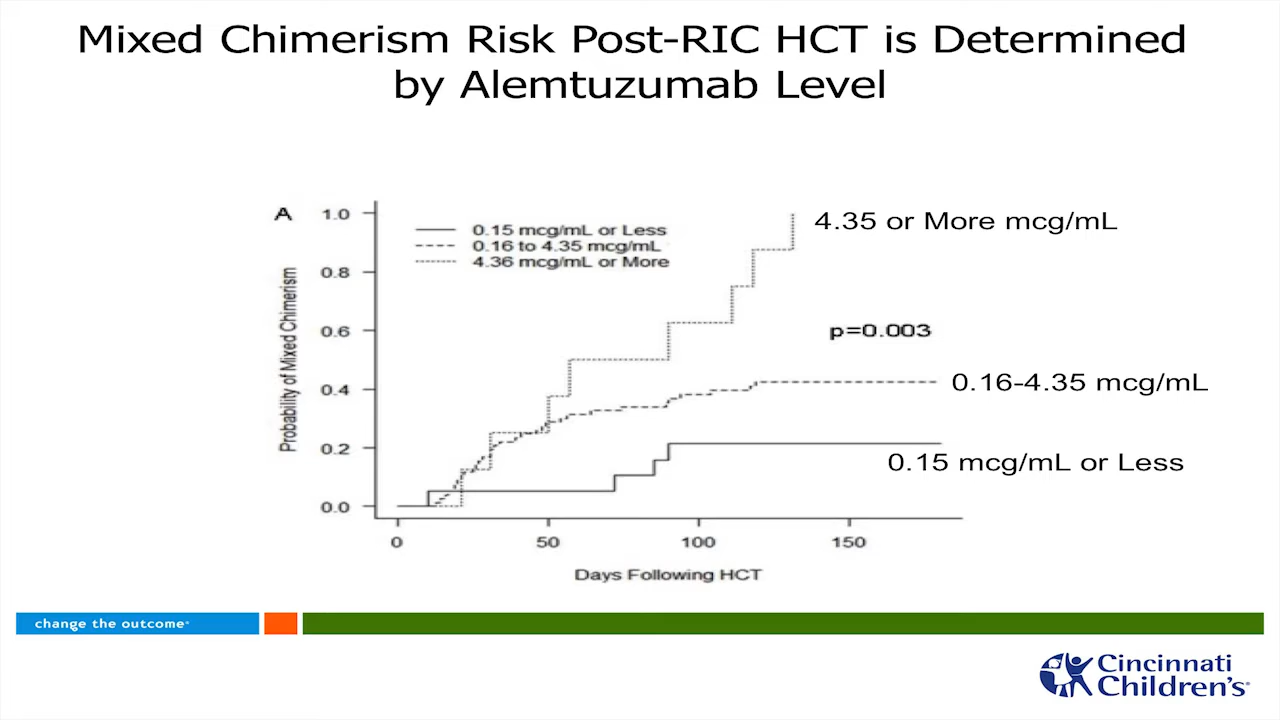 Mixed Chimerism Risk Post-RIC HCT is Determined
by Alemtuzumab Level
A
1.0
0.8
0.6
0.4
0.2
0.0
Probability of Mixed Chimerism
0.15 mcg/mL or Less
0.16 to 4.35 mcg/mL
4.36 mcg/mL or More
4.35 or More mcg/mL
p=0.003
0.16-4.35 mcg/mL
0.15 mcg/mL or Less
0
50
100
150
Days Following HCT
change the outcome
Cincinnati
Children's